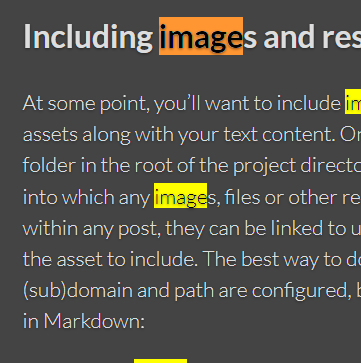 Including images and res
At some point, you'll want to include im
assets along with your text content. Or
folder in the root of the project directo
into which any images, files or other re
within any post, they can be linked to u
the asset to include. The best way to do
(sub)domain and path are configured, b
in Markdown: